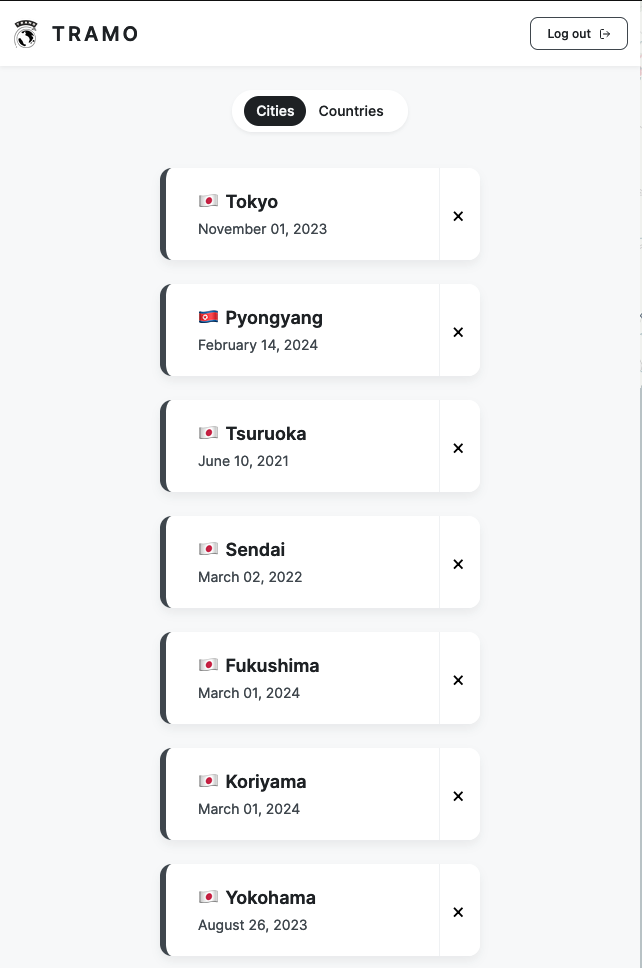 TRAMO
Log out
Cities Countries
Tokyo
November 01, 2023
Pyongyang
February 14, 2024
Tsuruoka
June 10, 2021
Sendai
March 02, 2022
Fukushima
March 01, 2024
Koriyama
March 01, 2024
Yokohama
August 26, 2023